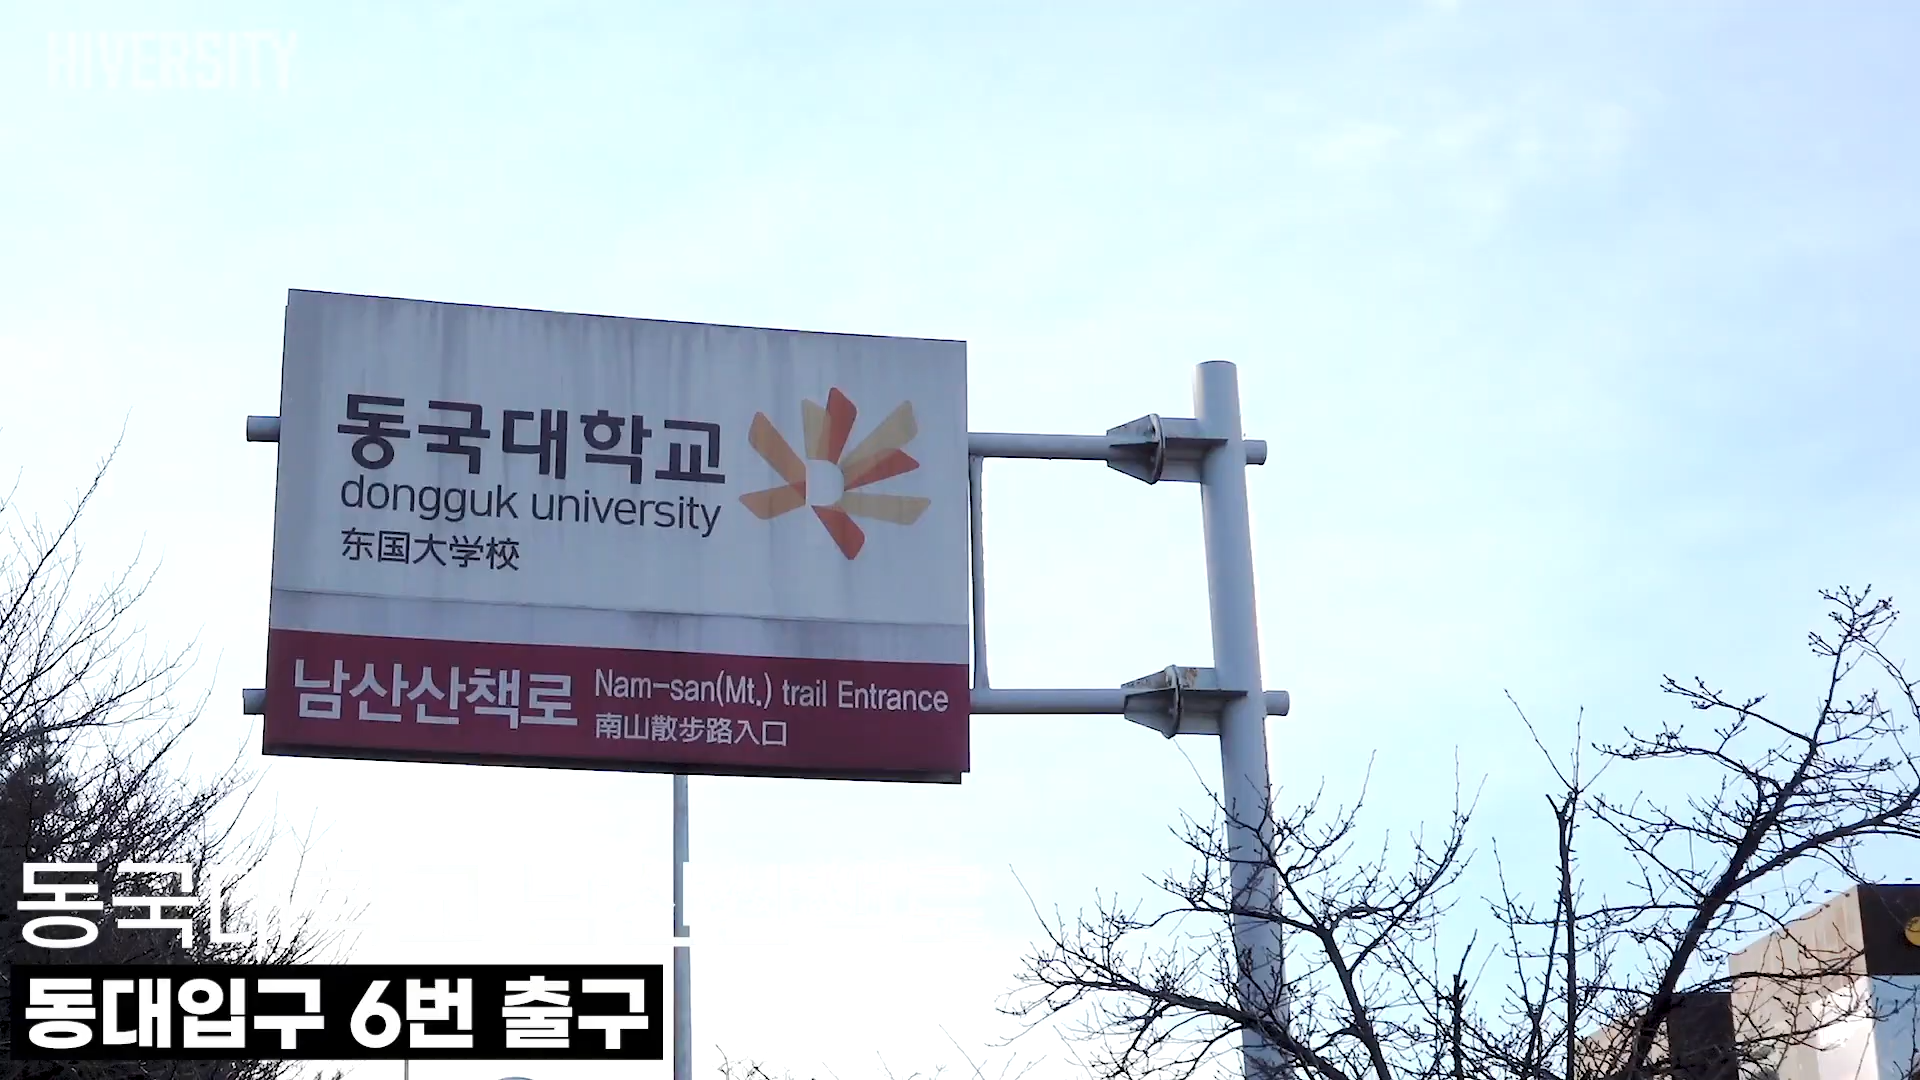 HIVERSITY
동국대학교
dongguk university
东国大学校
남산산책로
Nam-san(Mt.) trail Entrance
南山散步路入口
동대입구 6번 출구